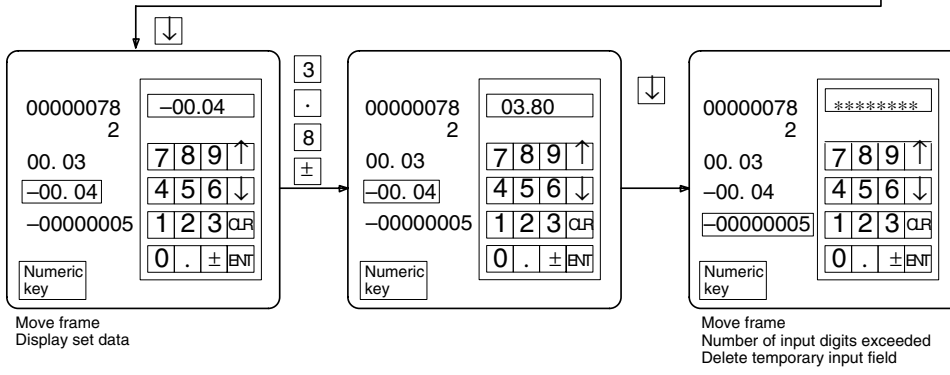 ↓
00000078
2
00. 03
–00. 04
–00000005
Numeric
key
–00.04
7 8 9 ↑
4 5 6 ↓
1 2 3 CLR
0 . ± ENT
Move frame
Display set data
3
·
8
±
00000078
2
00. 03
–00. 04
–00000005
Numeric
key
03.80
7 8 9 ↑
4 5 6 ↓
1 2 3 CLR
0 . ± ENT
↓
00000078
2
00. 03
–00. 04
–00000005
Numeric
key
********
7 8 9 ↑
4 5 6 ↓
1 2 3 CLR
0 . ± ENT
Move frame
Number of input digits exceeded
Delete temporary input field